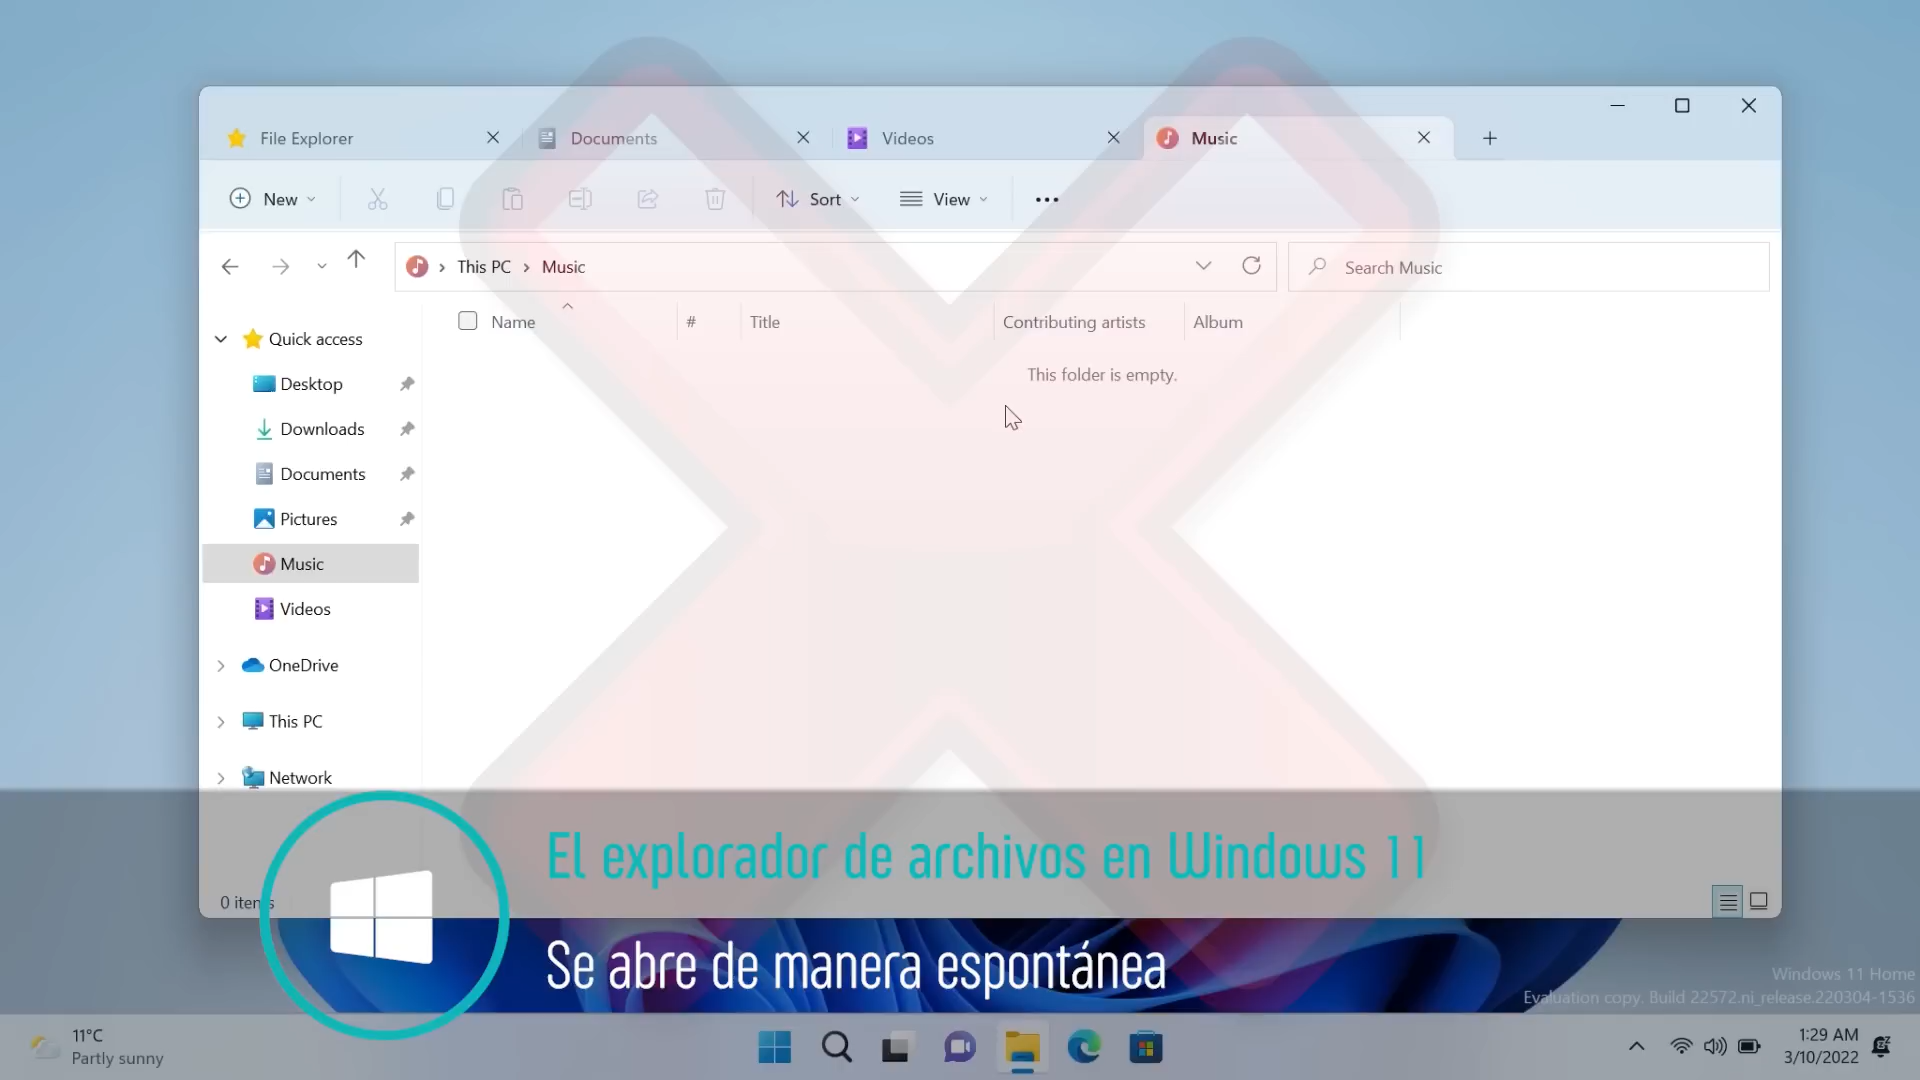 File Explorer
Documents
Videos
Music
New
Sort
View
This PC
Music
Search Music
Name
#
Title
Contributing artists
Album
This folder is empty.
Quick access
Desktop
Downloads
Documents
Pictures
Music
Videos
OneDrive
This PC
Network
El explorador de archivos en Windows 11
0 items
Se abre de manera espontánea
Windows 11 Home
Evaluation copy. Build 22572.ni_release.220304-1536
11°C
Partly sunny
1:29 AM
3/10/2022